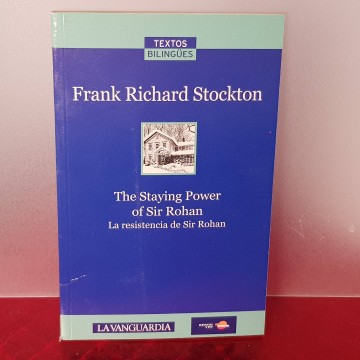 TEXTOS
BILINGÜES
Frank Richard Stockton
The Staying Power
of Sir Rohan
La resistencia de Sir Rohan
LA VANGUARDIA